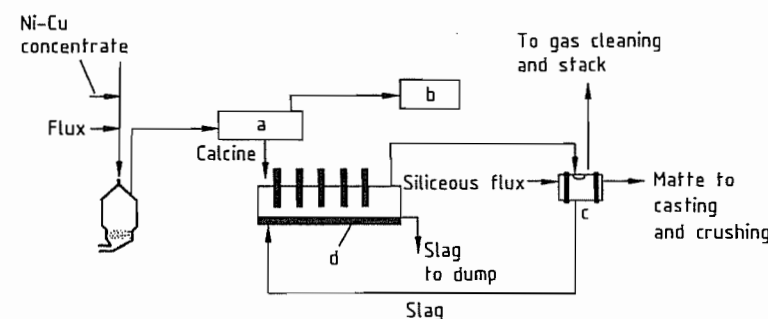 Ni-Cu
concentrate
Flux
a
b
Calcine
To gas cleaning
and stack
Siliceous flux
c
Matte to
casting
and crushing
d
Slag
to dump
Slag